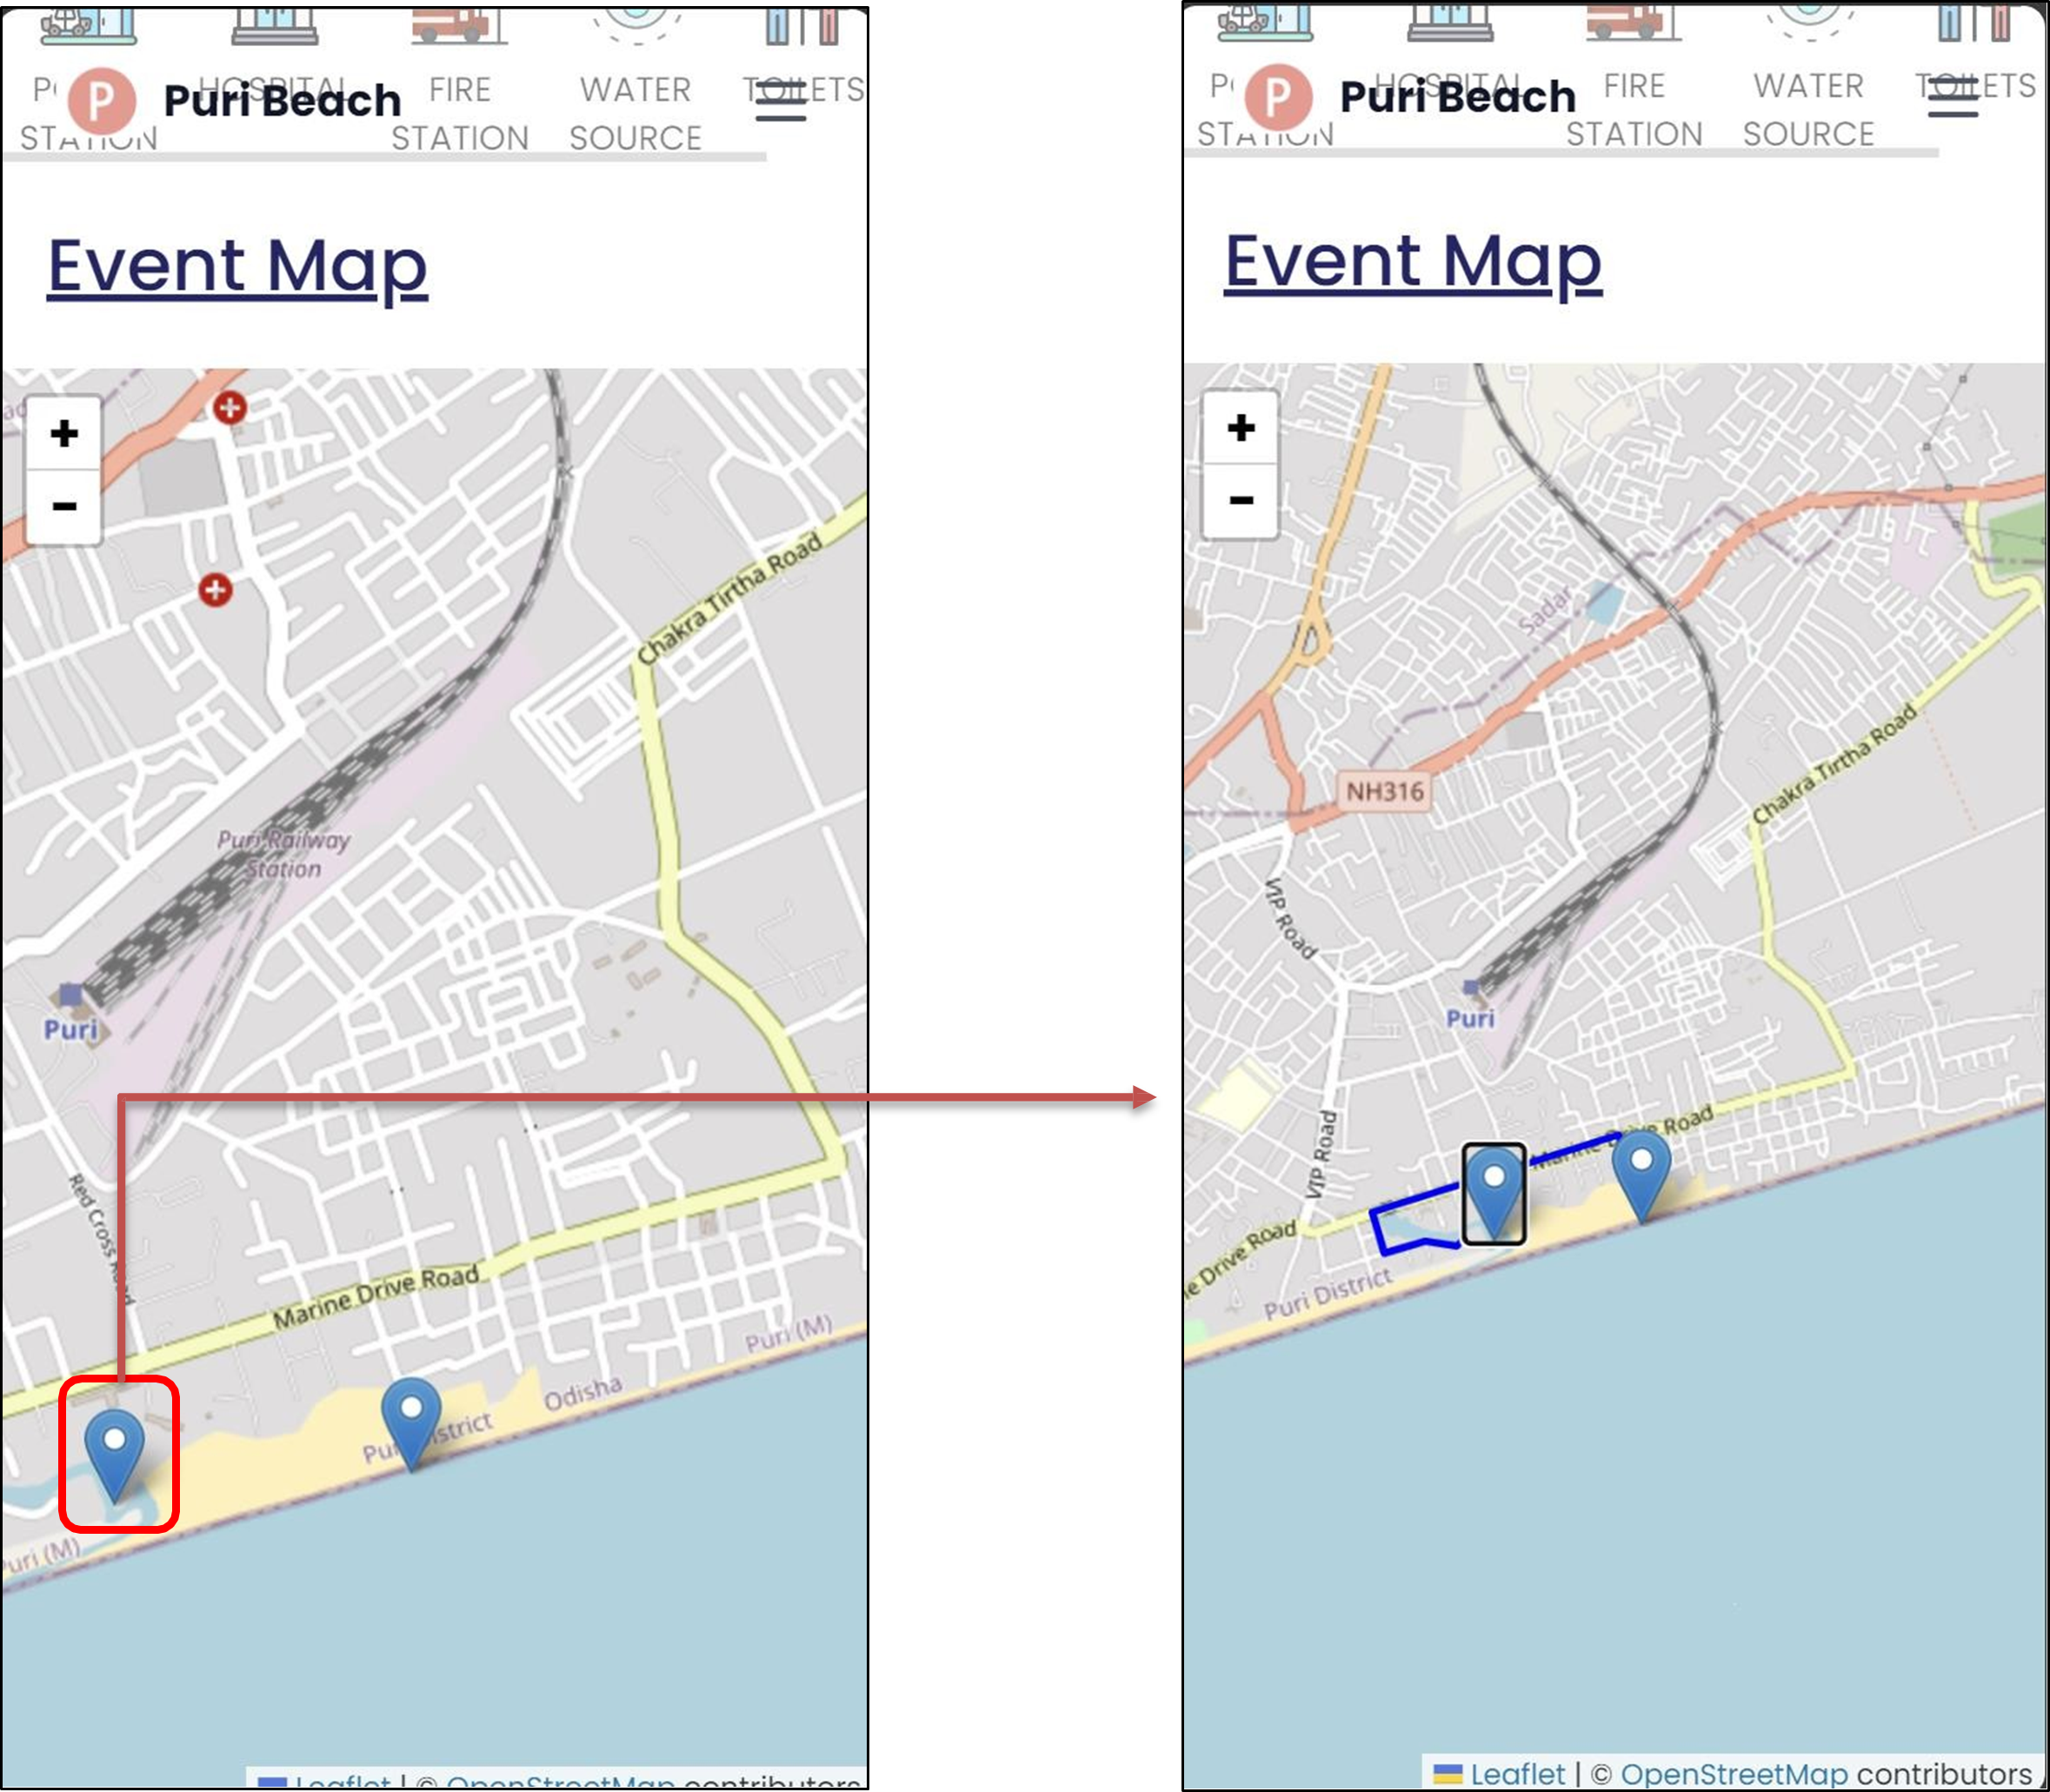 HOSPITAL
FIRE
STATION
WATER
SOURCE
TOILETS
STATION
P
Puri Beach
Event Map
+
-
Chakra Tirtha Road
Puri Railway
Station
Puri
Red Cross Road
Marine Drive Road
Puri (M)
Odisha
Puri District
Puri (M)
Leaflet | © OpenStreetMap contributors
HOSPITAL
FIRE
STATION
WATER
SOURCE
TOILETS
STATION
P
Puri Beach
Event Map
+
-
Sadar
Chakra Tirtha Road
NH316
VIP Road
Puri
Marine Drive Road
VIP Road
e Drive Road
Puri District
Leaflet | © OpenStreetMap contributors